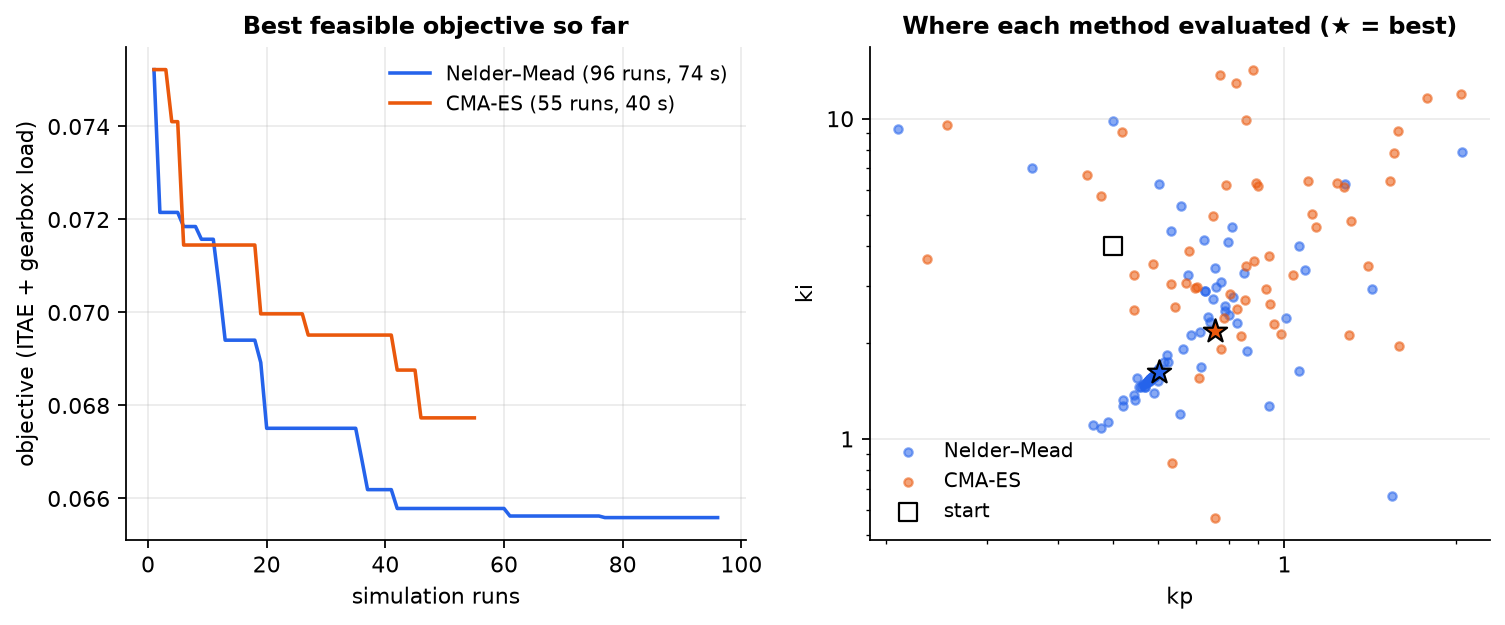 Best feasible objective so far
Nelder–Mead (96 runs, 74 s)
CMA-ES (55 runs, 40 s)
0.074
0.072
0.070
0.068
0.066
objective (ITAE + gearbox load)
0
20
40
60
80
100
simulation runs
Where each method evaluated (★ = best)
10
1
ki
Nelder–Mead
CMA-ES
start
1
kp